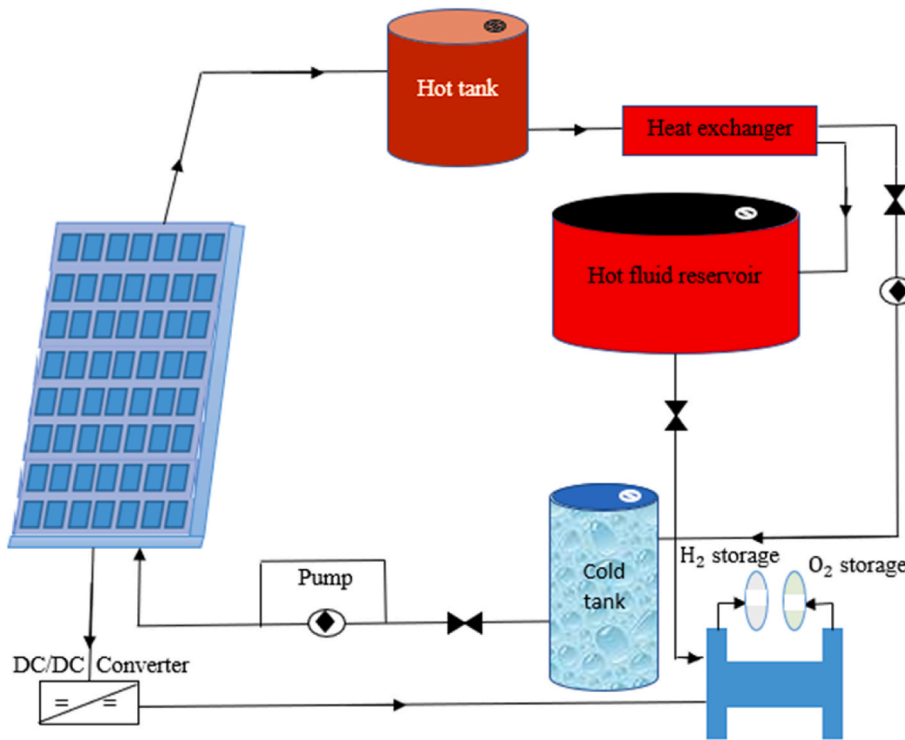 Hot tank
Heat exchanger
Hot fluid reservoir
H₂ storage
O₂ storage
Cold
tank
Pump
DC/DC Converter
= =